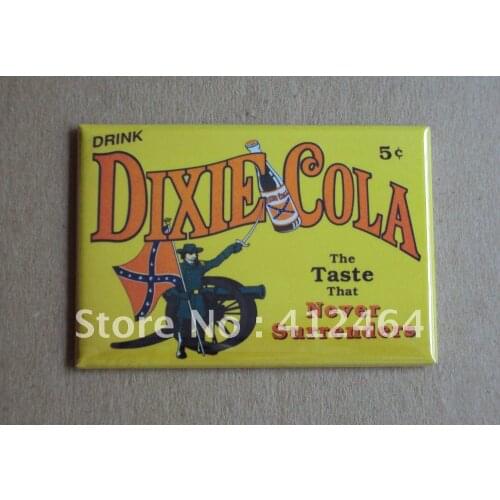 DRINK
5¢
DIXIE COLA
The
Taste
That
Never
Surrenders
Store No : 412464